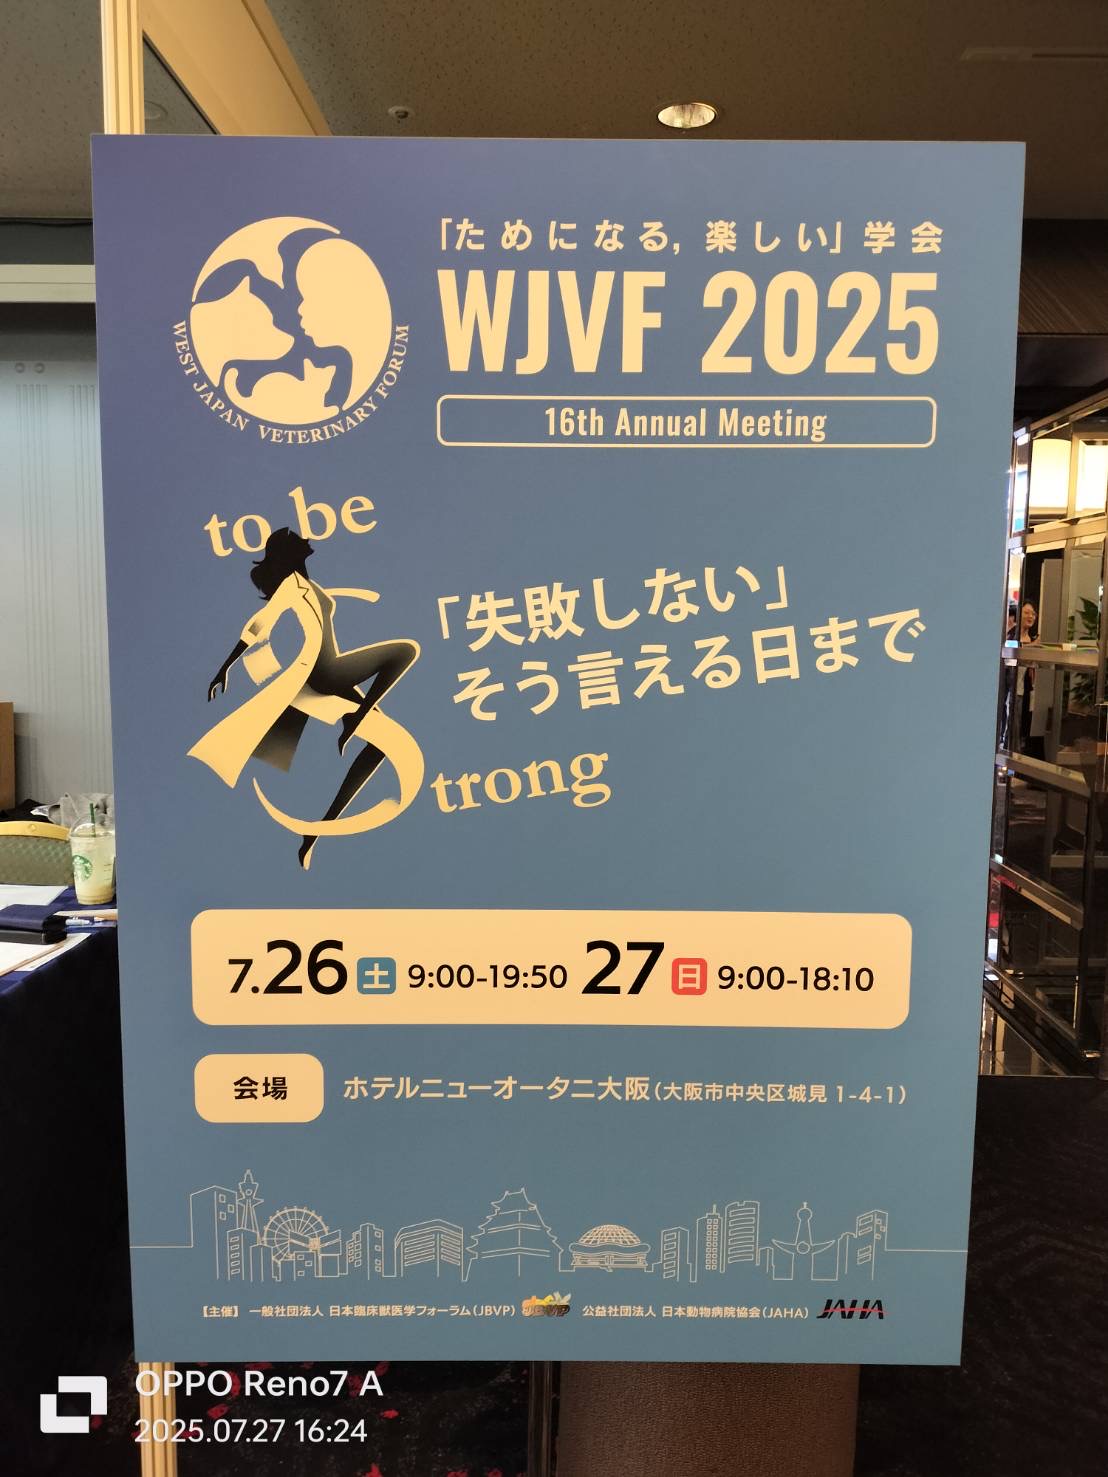 「ためになる, 楽しい」学会
WJVF 2025
16th Annual Meeting
WEST JAPAN VETERINARY FORUM
to be
「失敗しない」
そう言える日まで
Strong
7.26 土 9:00-19:50 27 日 9:00-18:10
会場 ホテルニューオータニ大阪(大阪市中央区城見 1-4-1)
【主催】 一般社団法人 日本臨床獣医学フォーラム(JBVP) JBVP 公益社団法人 日本動物病院協会(JAHA) JAHA
OPPO Reno7 A
2025.07.27 16:24